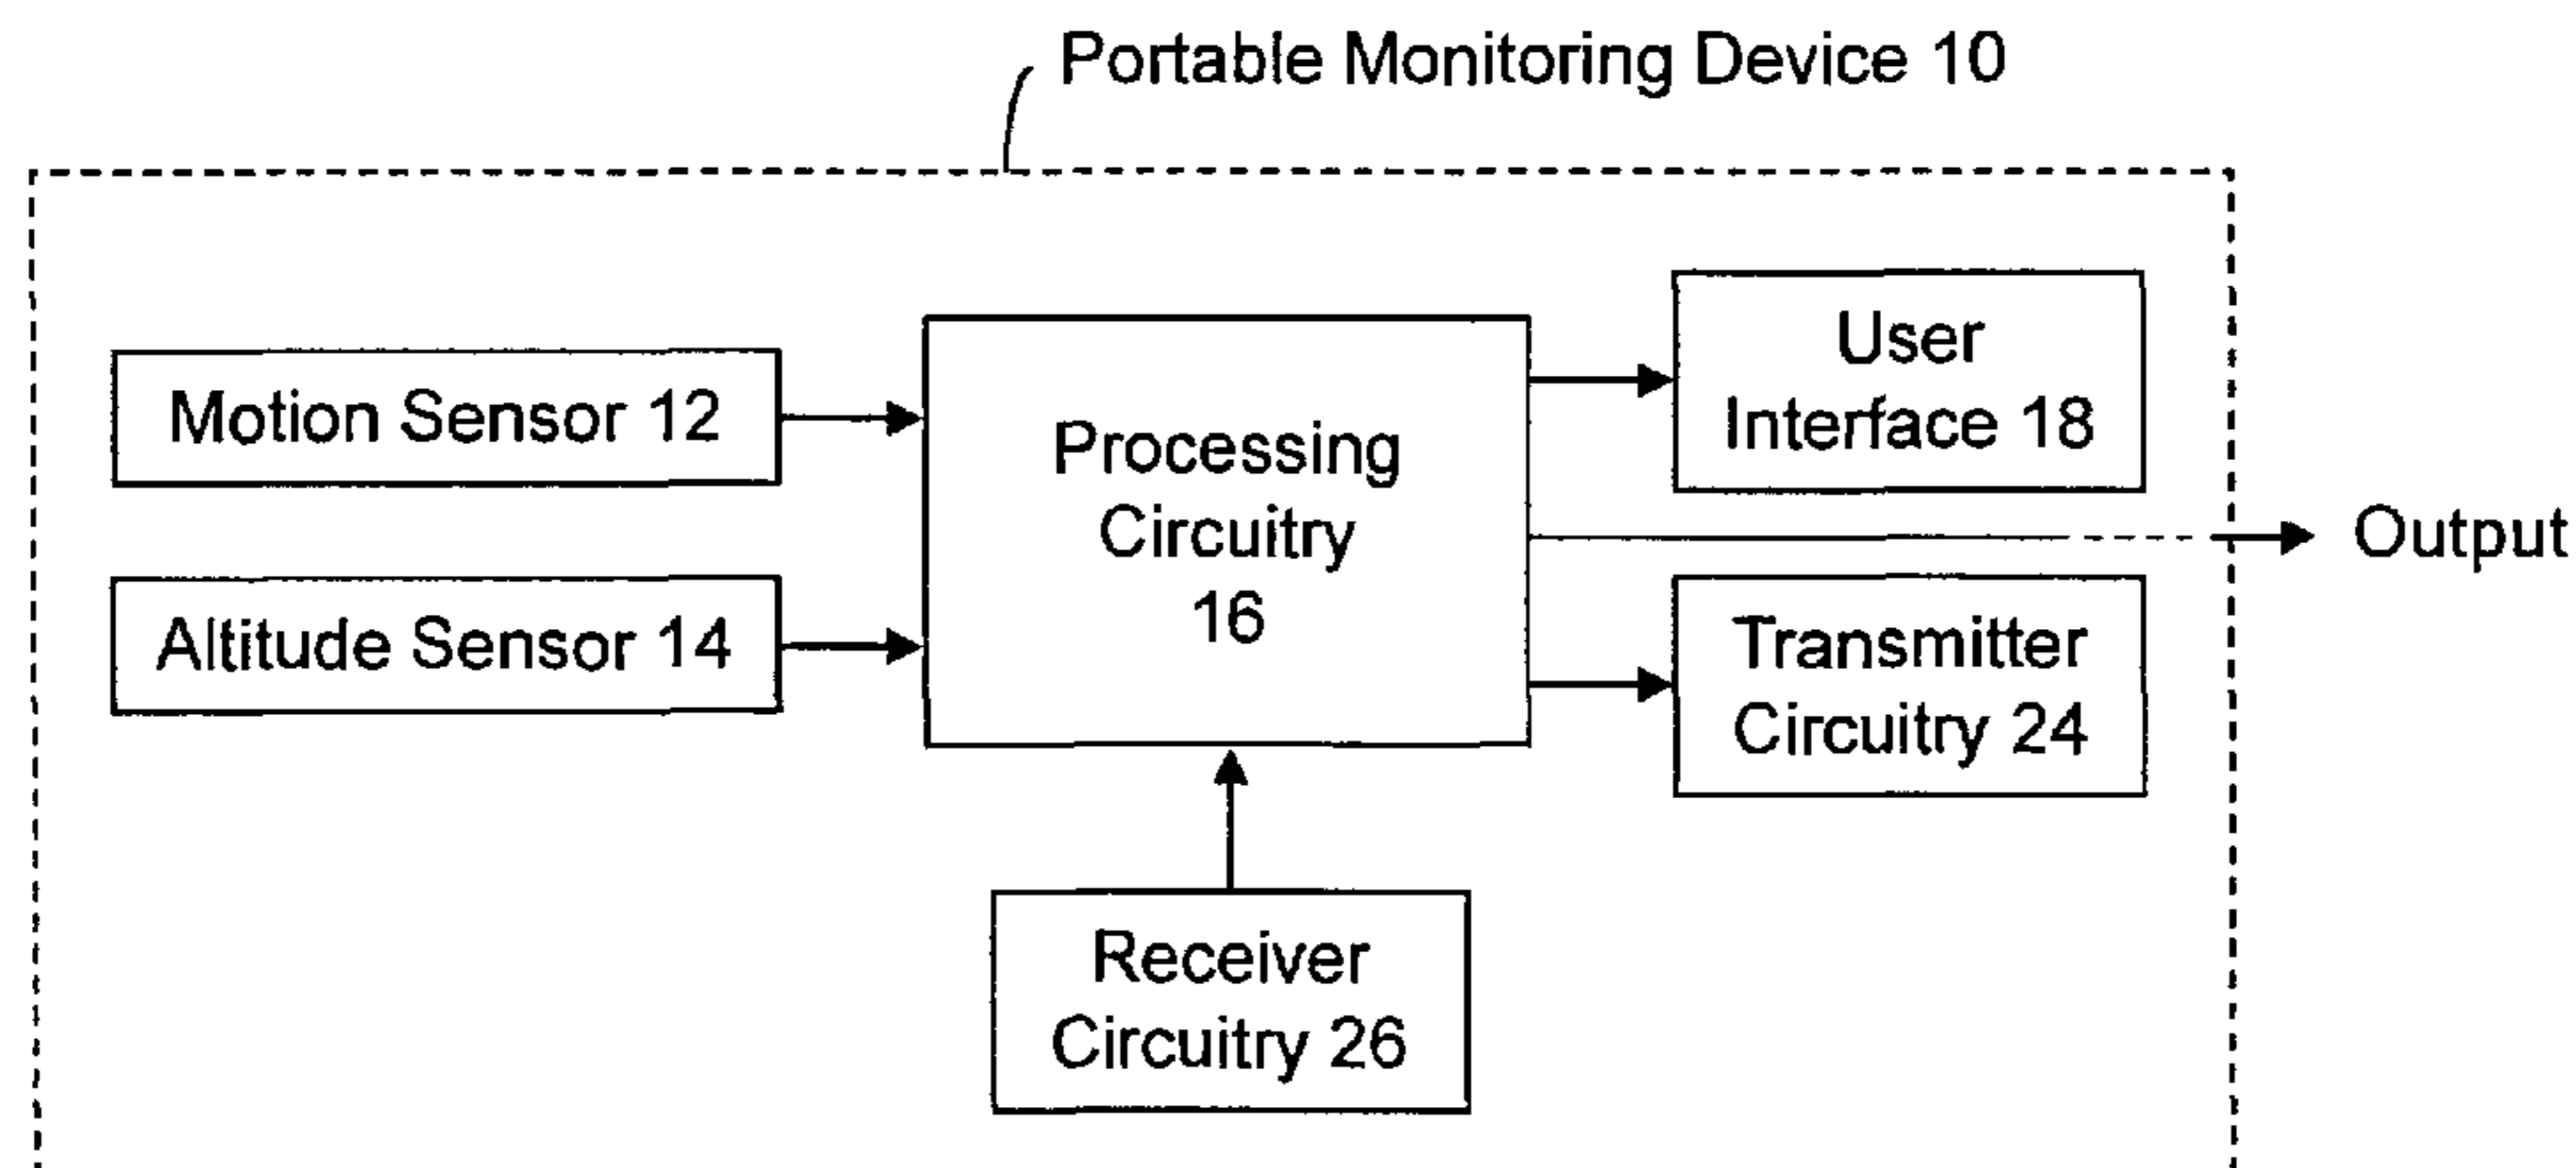 Portable Monitoring Device 10
Motion Sensor 12
Altitude Sensor 14
Processing
Circuitry
16
User
Interface 18
Output
Transmitter
Circuitry 24
Receiver
Circuitry 26